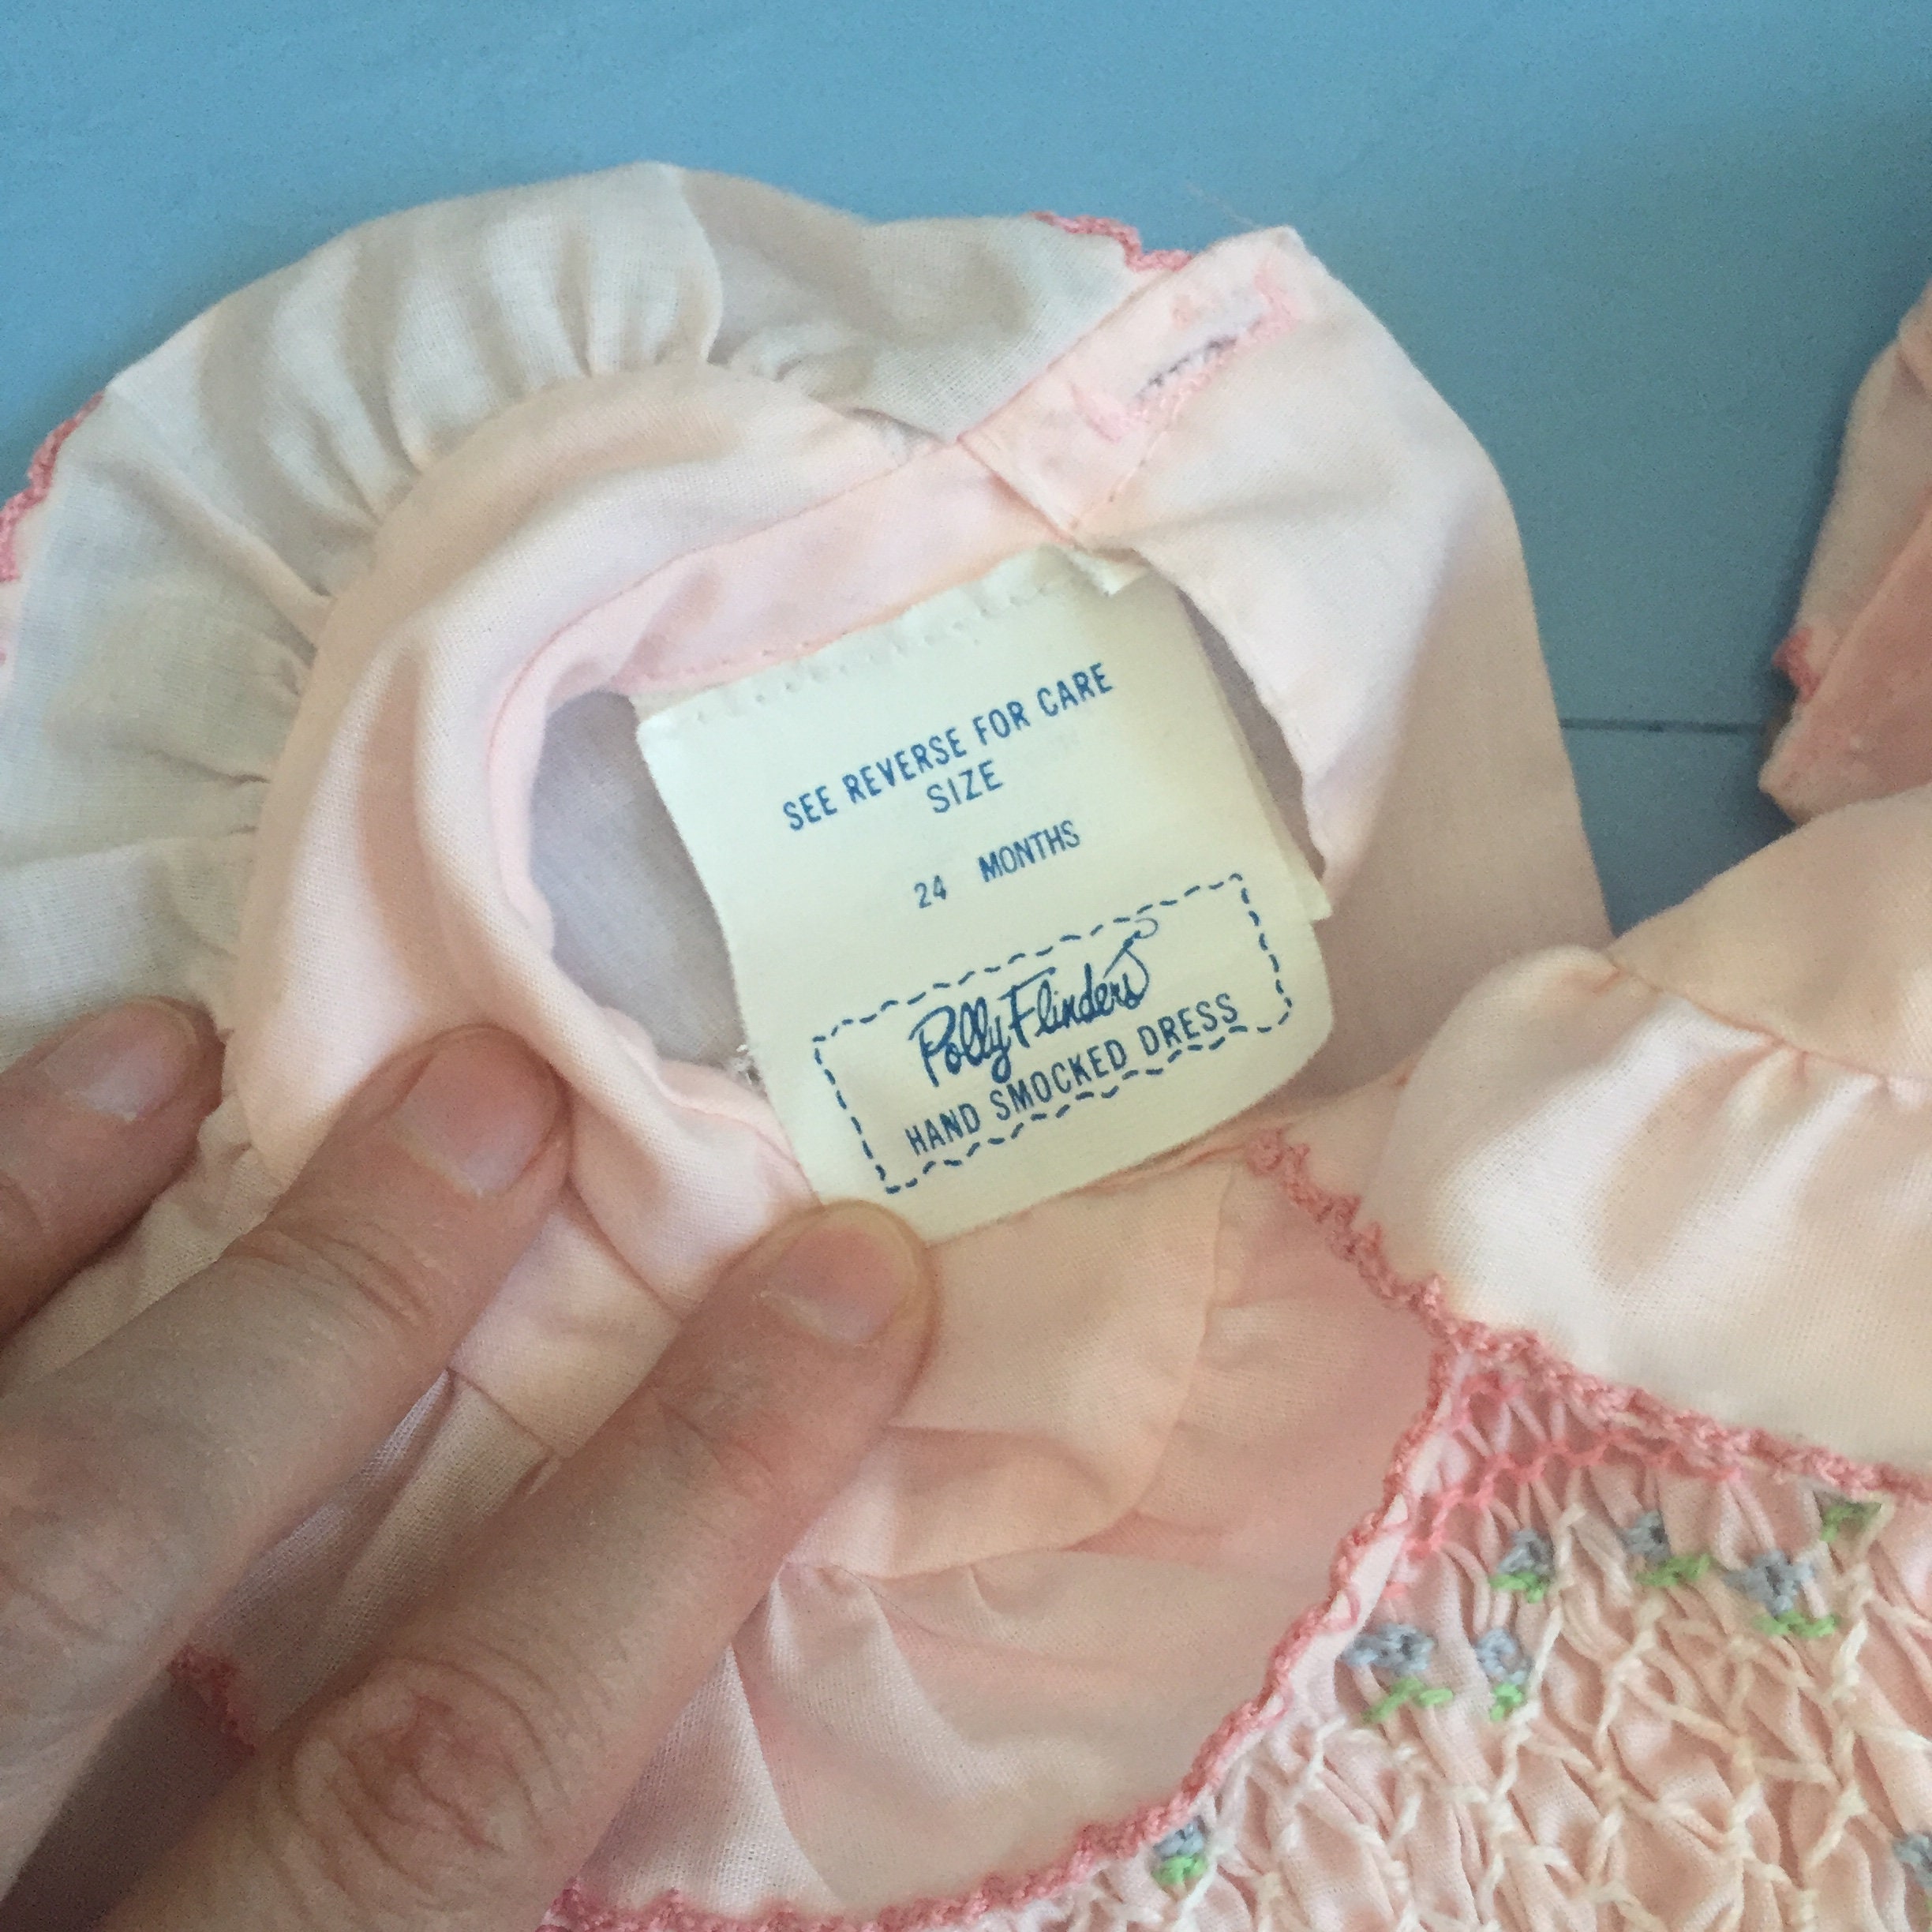 SEE REVERSE FOR CARE
SIZE
24 MONTHS
Polly Flinders
HAND SMOCKED DRESS